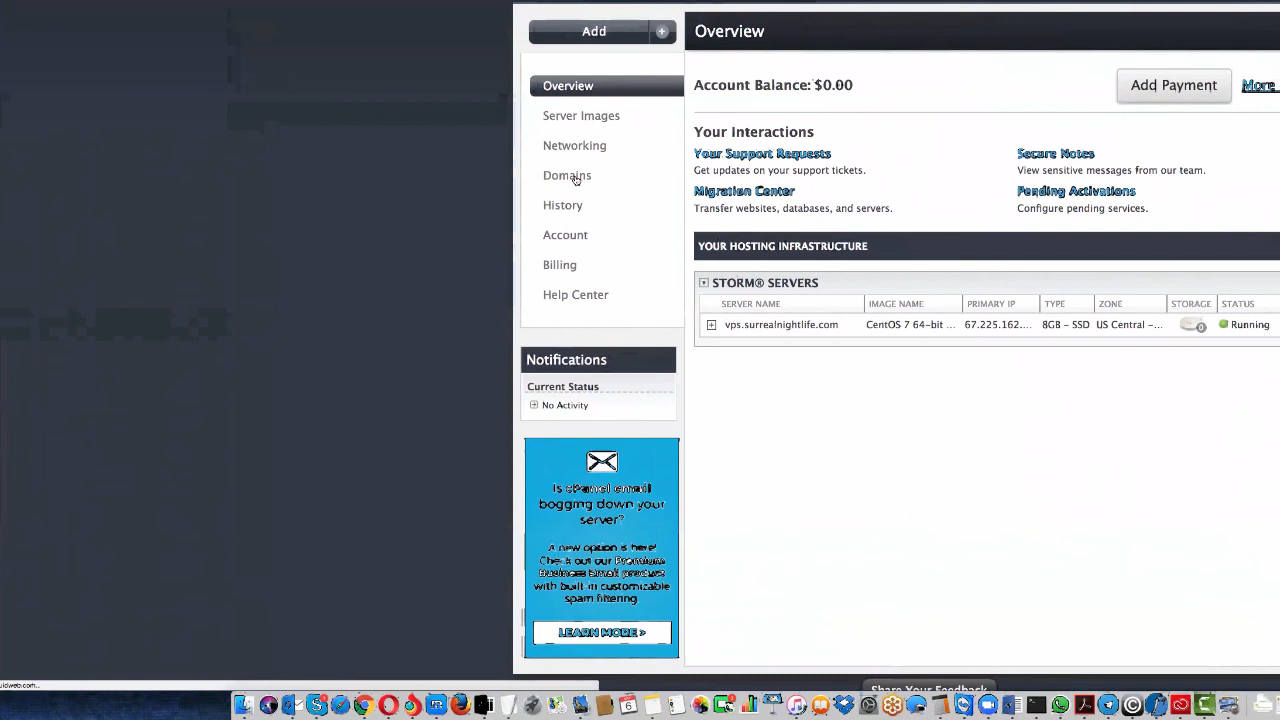 Add
Overview
Server Images
Networking
Domains
History
Account
Billing
Help Center
Notifications
Current Status
No Activity
Is cPanel email
bogging down your
server?
A new option is here!
Check out our Premium
Business Email product
with built-in customizable
spam filtering
LEARN MORE >
Overview
Account Balance: $0.00
Add Payment
More
Your Interactions
Your Support Requests
Get updates on your support tickets.
Secure Notes
View sensitive messages from our team.
Migration Center
Transfer websites, databases, and servers.
Pending Activations
Configure pending services.
YOUR HOSTING INFRASTRUCTURE
STORM® SERVERS
SERVER NAME IMAGE NAME PRIMARY IP TYPE ZONE STORAGE STATUS
vps.surrealnightlife.com CentOS 7 64-bit ... 67.225.162.... 8GB – SSD US Central –... 0 Running
Share Your Feedback
uidweb.com...